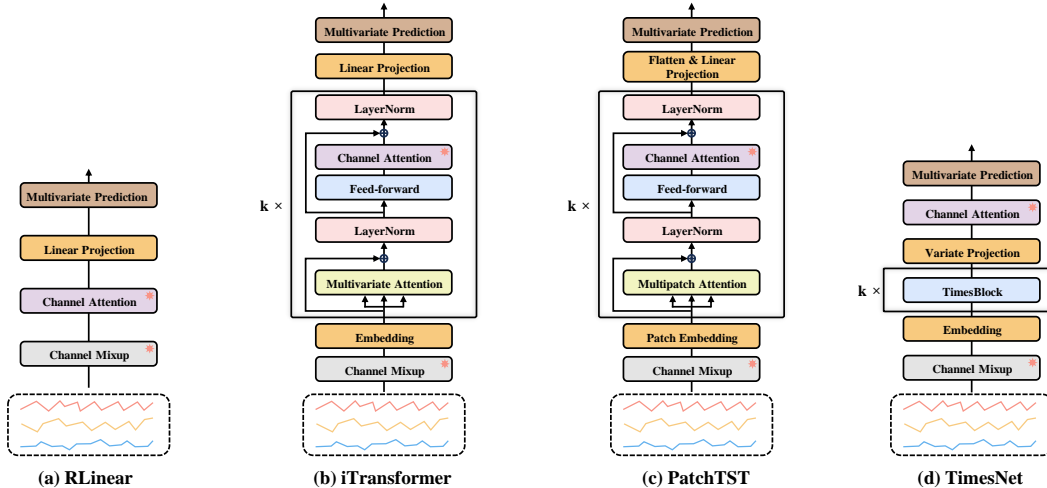 Multivariate Prediction
Linear Projection
Channel Attention
Channel Mixup
(a) RLinear
Multivariate Prediction
Linear Projection
LayerNorm
Channel Attention
Feed-forward
k ×
LayerNorm
Multivariate Attention
Embedding
Channel Mixup
(b) iTransformer
Multivariate Prediction
Flatten & Linear
Projection
LayerNorm
Channel Attention
Feed-forward
k ×
LayerNorm
Multipatch Attention
Patch Embedding
Channel Mixup
(c) PatchTST
Multivariate Prediction
Channel Attention
Variate Projection
k ×
TimesBlock
Embedding
Channel Mixup
(d) TimesNet